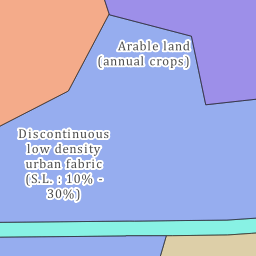 Arable land
(annual crops)
Discontinuous
low density
urban fabric
(S.L. : 10% -
30%)